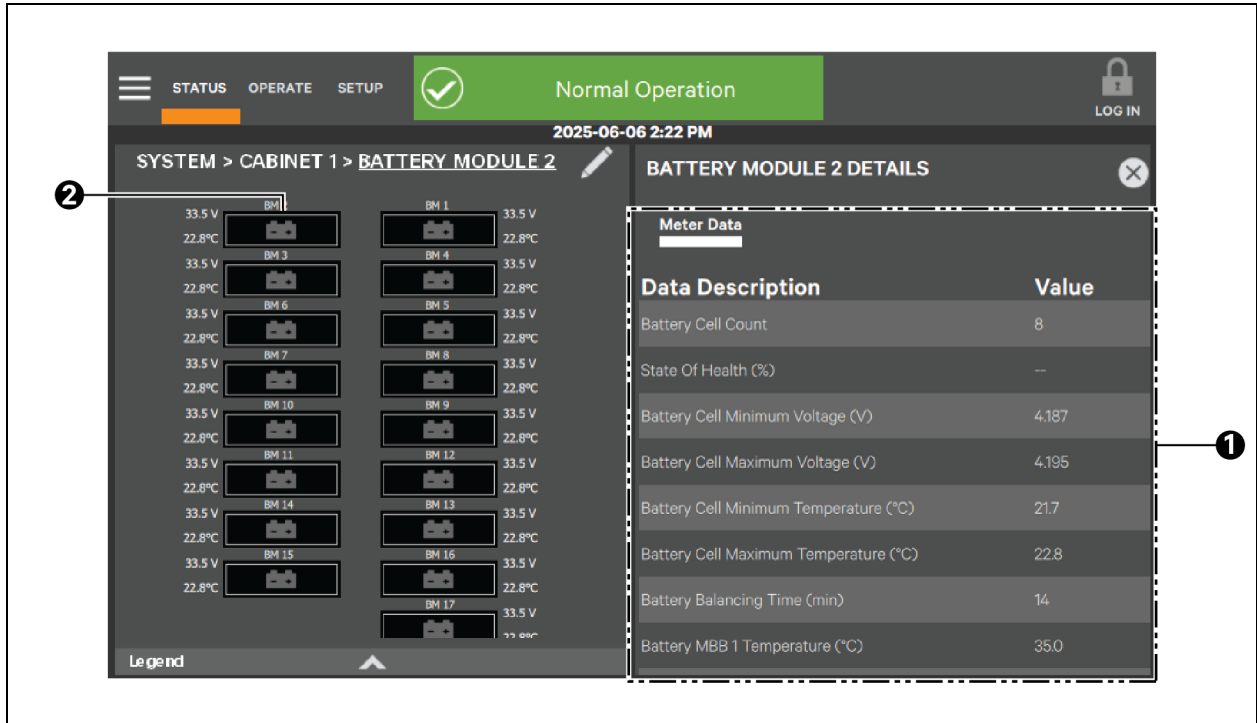 STATUS OPERATE SETUP
Normal Operation
LOG IN
2025-06-06 2:22 PM
SYSTEM > CABINET 1 > BATTERY MODULE 2
2
BM 1
33.5 V
33.5 V
22.8°C
22.8°C
BM 3
BM 4
33.5 V
33.5 V
22.8°C
22.8°C
BM 6
BM 5
33.5 V
33.5 V
22.8°C
22.8°C
BM 7
BM 8
33.5 V
33.5 V
22.8°C
22.8°C
BM 10
BM 9
33.5 V
33.5 V
22.8°C
22.8°C
BM 11
BM 12
33.5 V
33.5 V
22.8°C
22.8°C
BM 14
BM 13
33.5 V
33.5 V
22.8°C
22.8°C
BM 15
BM 16
33.5 V
33.5 V
22.8°C
22.8°C
BM 17
33.5 V
Legend
BATTERY MODULE 2 DETAILS
Meter Data
Data Description Value
Battery Cell Count 8
State Of Health (%) --
Battery Cell Minimum Voltage (V) 4.187
Battery Cell Maximum Voltage (V) 4.195
Battery Cell Minimum Temperature (°C) 21.7
Battery Cell Maximum Temperature (°C) 22.8
Battery Balancing Time (min) 14
Battery MBB 1 Temperature (°C) 35.0
1